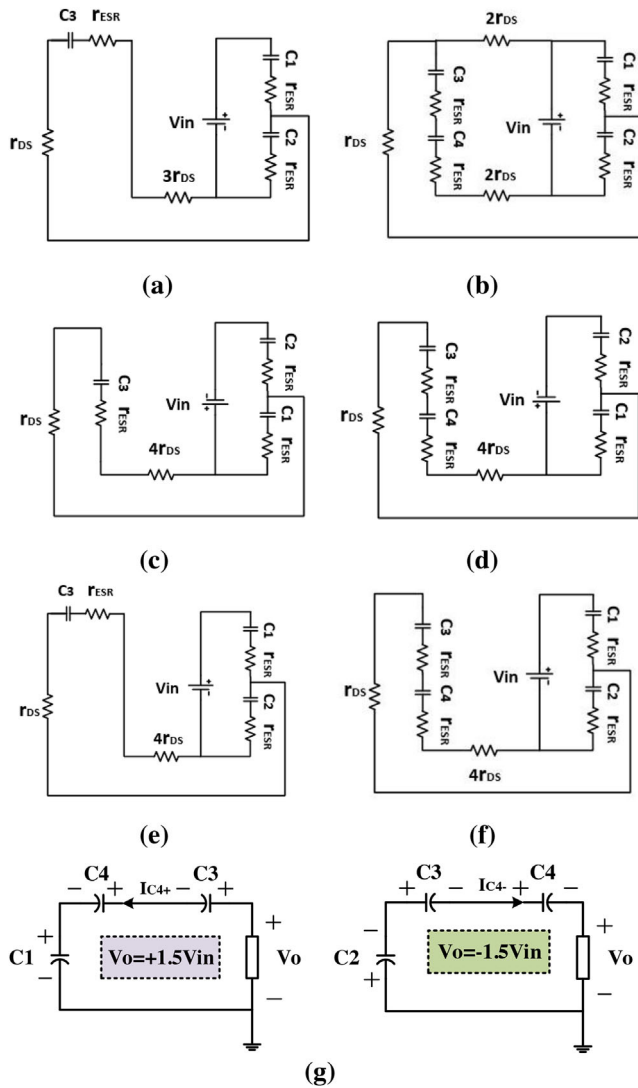 C3 rESR
C1
rESR
C2
rESR
Vin
+
-
rDS
3rDS
(a)
2rDS
C3
rESR
C4
rESR
C1
rESR
C2
rESR
Vin
+
-
rDS
2rDS
(b)
C2
rESR
C1
rESR
C3
rESR
Vin
-
+
rDS
4rDS
(c)
C2
rESR
C1
rESR
C3
rESR
C4
rESR
Vin
-
+
rDS
4rDS
(d)
C3 rESR
C1
rESR
C2
rESR
Vin
+
-
rDS
4rDS
(e)
C1
rESR
C2
rESR
C3
rESR
C4
rESR
Vin
+
-
rDS
4rDS
(f)
C4 C3
− + IC4+ − +
+
C1
−
Vo=+1.5Vin
+
Vo
−
C3 C4
+ − IC4- + −
−
C2
+
Vo=-1.5Vin
+
Vo
−
(g)